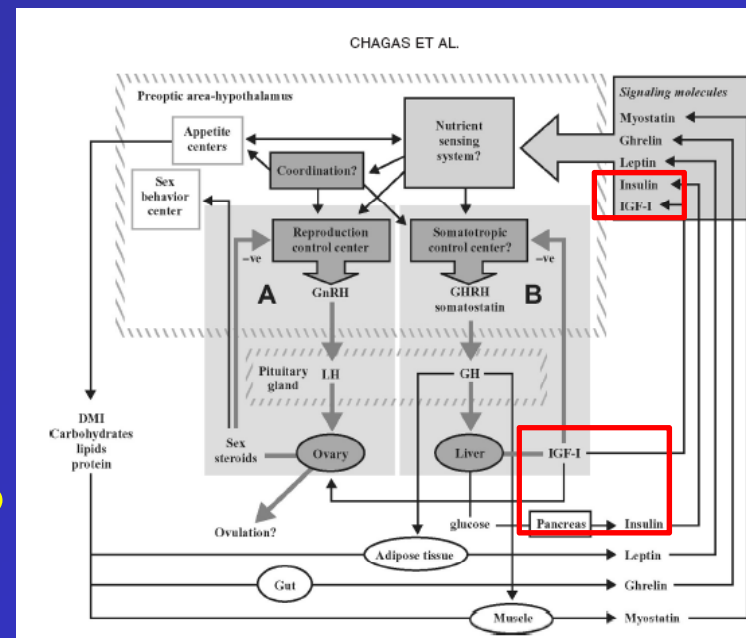 CHAGAS ET AL.
Preoptic area-hypothalamus
Signaling molecules
Myostatin
Ghrelin
Leptin
Insulin
IGF-I
Appetite
centers
Nutrient
sensing
system?
Coordination?
Sex
behavior
center
Reproduction
control center
Somatotropic
control center?
–ve
–ve
A
GnRH
GHRH
somatostatin
B
Pituitary
gland
LH
GH
DMI
Carbohydrates
lipids
protein
Sex
steroids
Ovary
Liver
IGF-I
Ovulation?
glucose
Pancreas
Insulin
Adipose tissue
Leptin
Gut
Ghrelin
Muscle
Myostatin